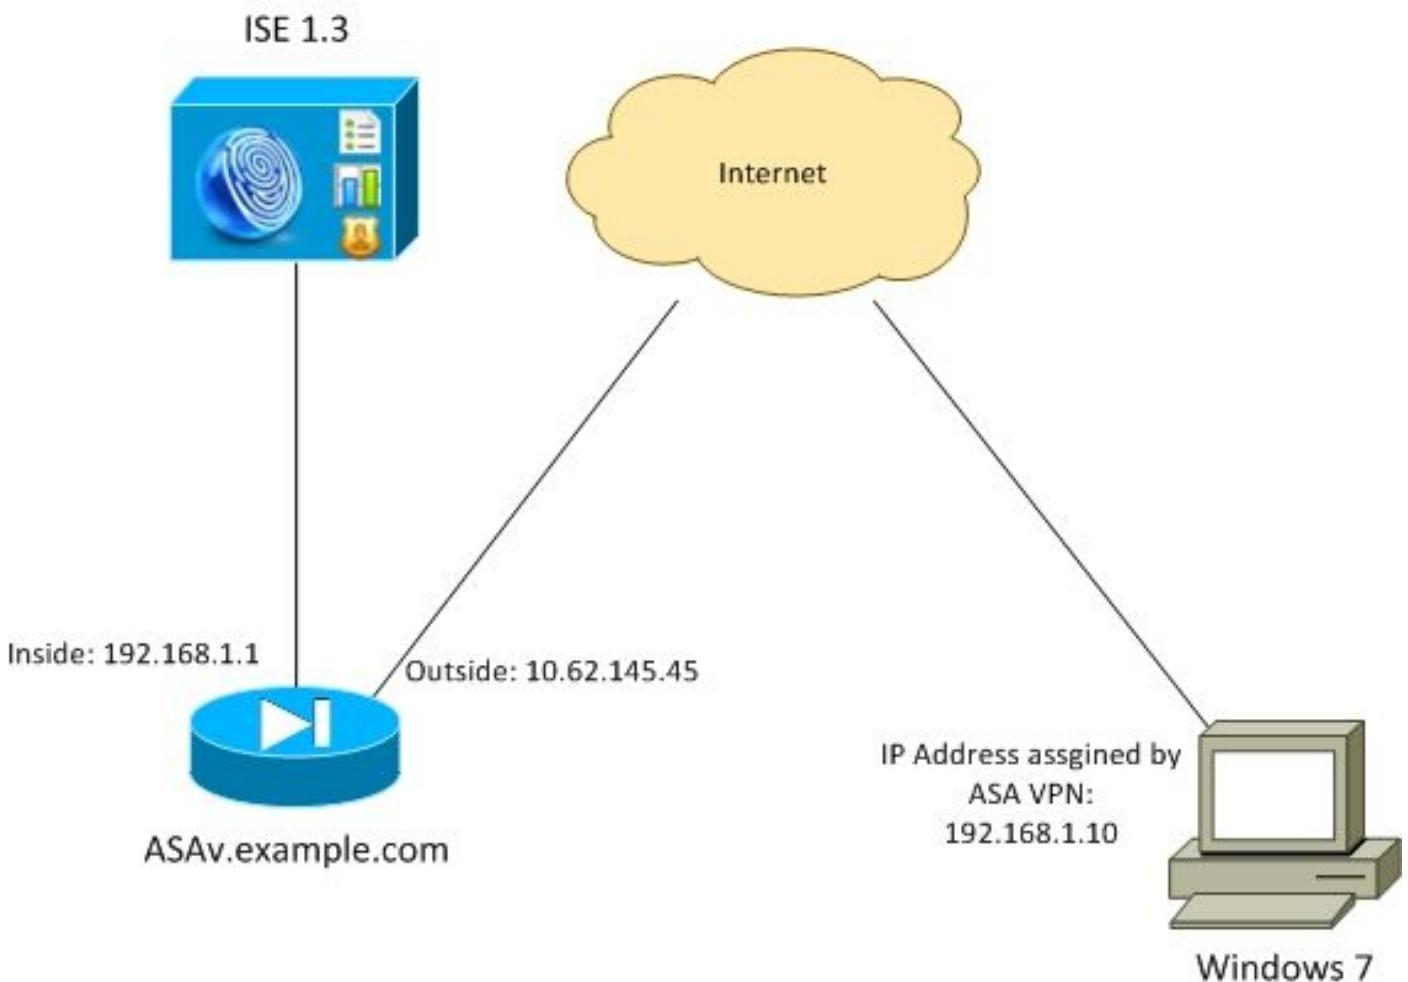 ISE 1.3
Internet
Inside: 192.168.1.1
Outside: 10.62.145.45
ASAv.example.com
IP Address assgined by
ASA VPN:
192.168.1.10
Windows 7